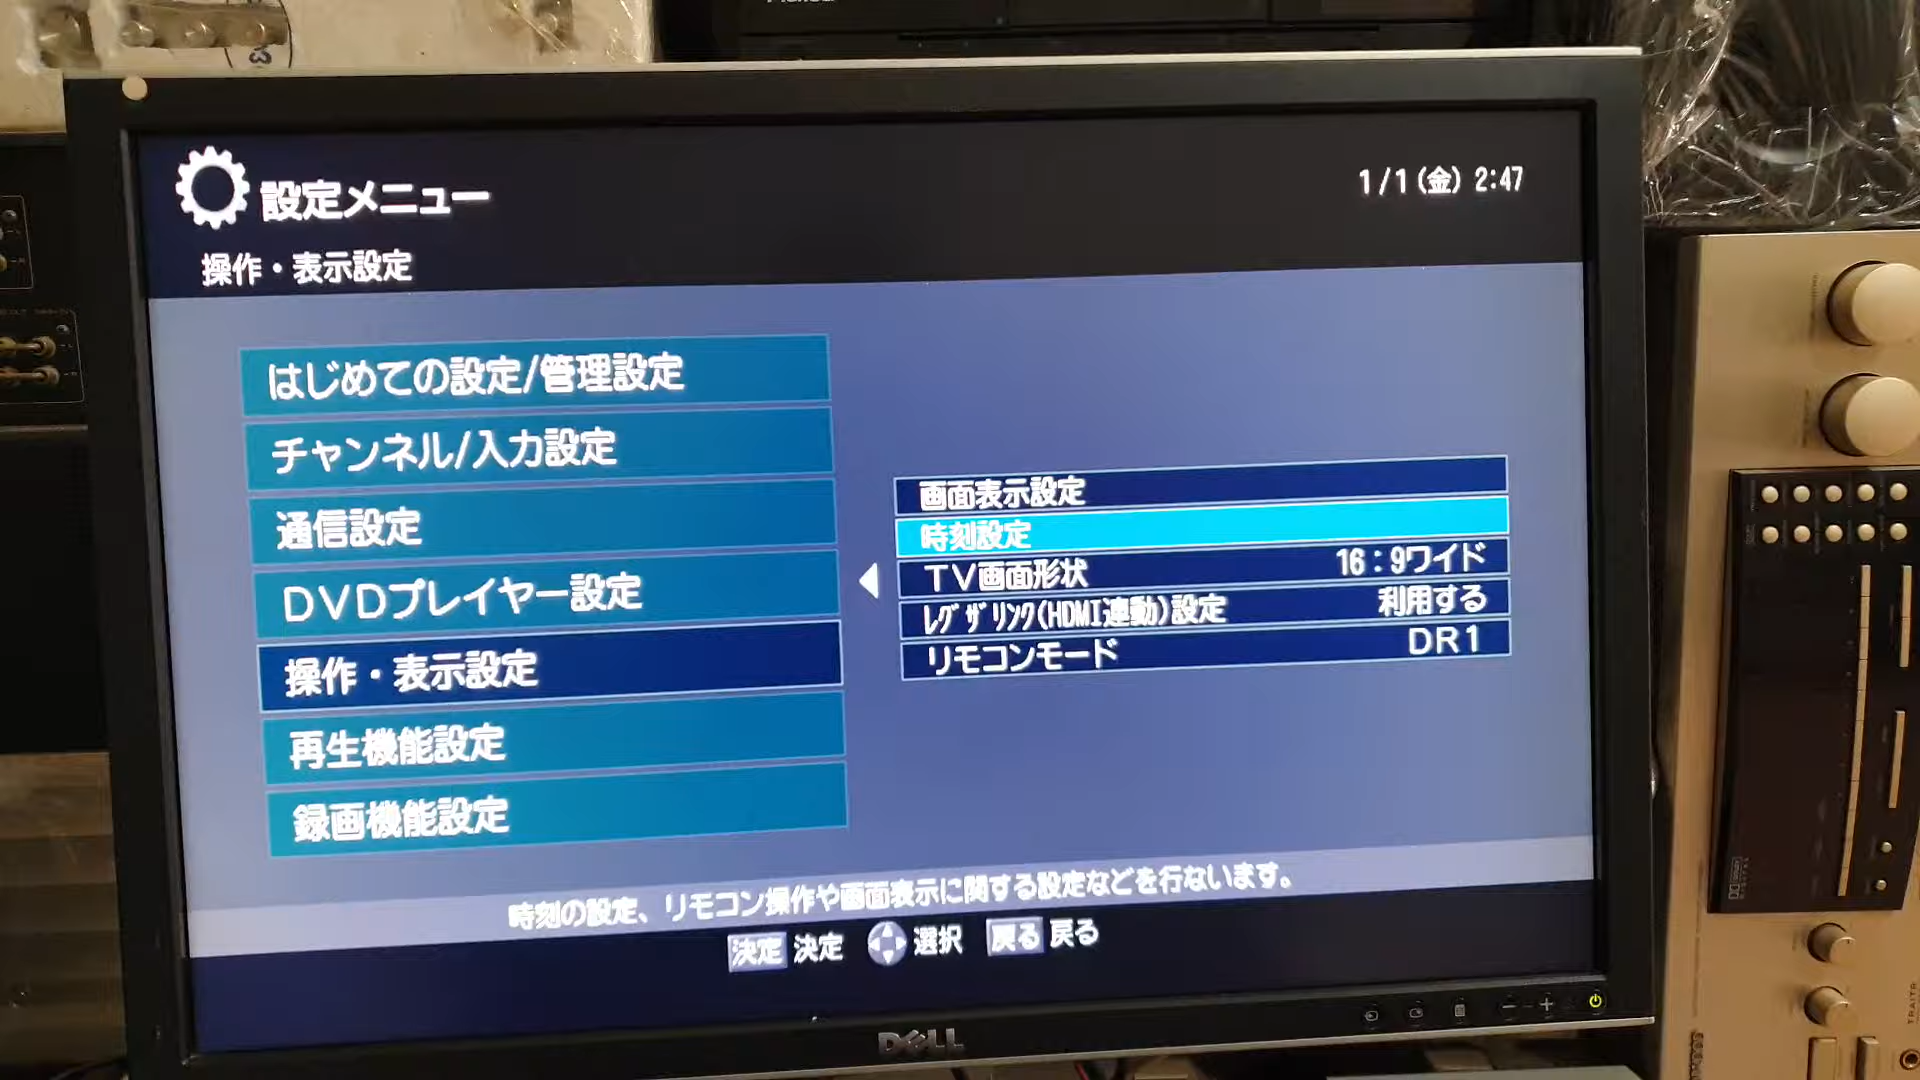 設定メニュー
1/1(金) 2:47
操作・表示設定
はじめての設定/管理設定
チャンネル/入力設定
通信設定
DVDプレイヤー設定
操作・表示設定
再生機能設定
録画機能設定
画面表示設定
時刻設定
TV画面形状 16:9ワイド
レグザリンク(HDMI連動)設定 利用する
リモコンモード DR1
時刻の設定、リモコン操作や画面表示に関する設定などを行ないます。
決定 決定 選択 戻る 戻る
DELL